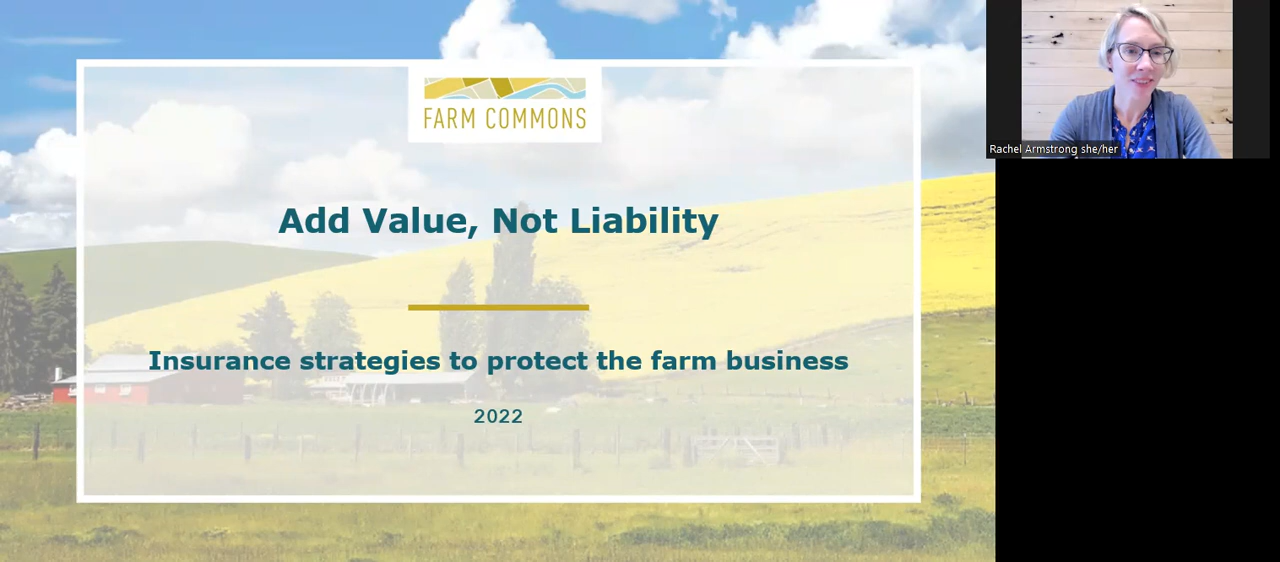 FARM COMMONS
Add Value, Not Liability
Insurance strategies to protect the farm business
2022
Rachel Armstrong she/her